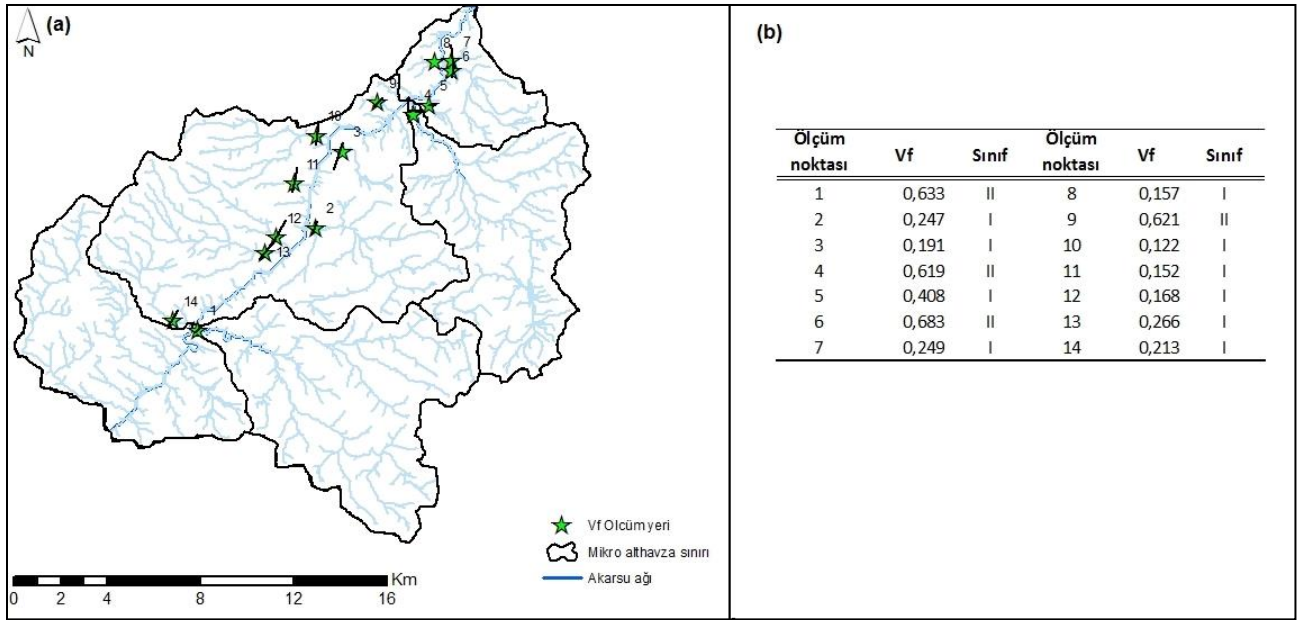 (a)
N
8
7
6
5
9
4
10
3
11
12
2
13
14
1
Vf Olcüm yeri
Mikro althavza sınırı
Akarsu ağı
Km
0 2 4 8 12 16
(b)
Ölçüm noktası Vf Sınıf Ölçüm noktası Vf Sınıf
1 0,633 II 8 0,157 I
2 0,247 I 9 0,621 II
3 0,191 I 10 0,122 I
4 0,619 II 11 0,152 I
5 0,408 I 12 0,168 I
6 0,683 II 13 0,266 I
7 0,249 I 14 0,213 I